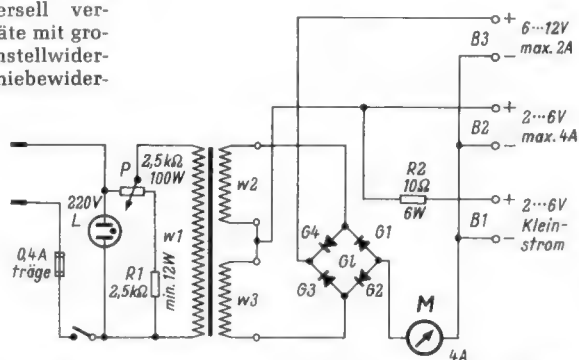 ersell ver-
äte mit gro-
nstellwider-
niebewider-
P
2,5kΩ
100W
220V
L
0,4A
träge
R1
2,5kΩ
min. 12W
w1
w2
w3
G4
G1
Gl
G3
G2
M
4A
R2
10Ω
6W
B3
+
−
6···12V
max. 2A
B2
+
−
2···6V
max. 4A
B1
+
−
2···6V
Klein-
strom